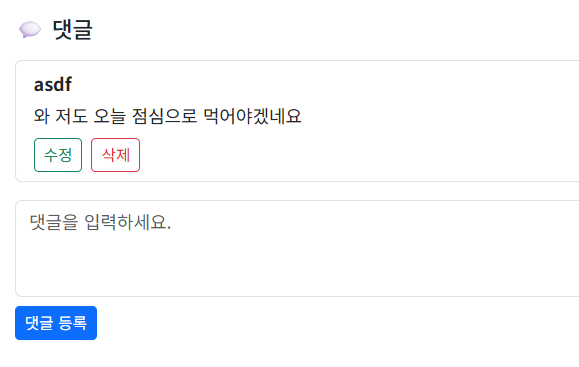 댓글
asdf
와 저도 오늘 점심으로 먹어야겠네요
수정 삭제
댓글을 입력하세요.
댓글 등록